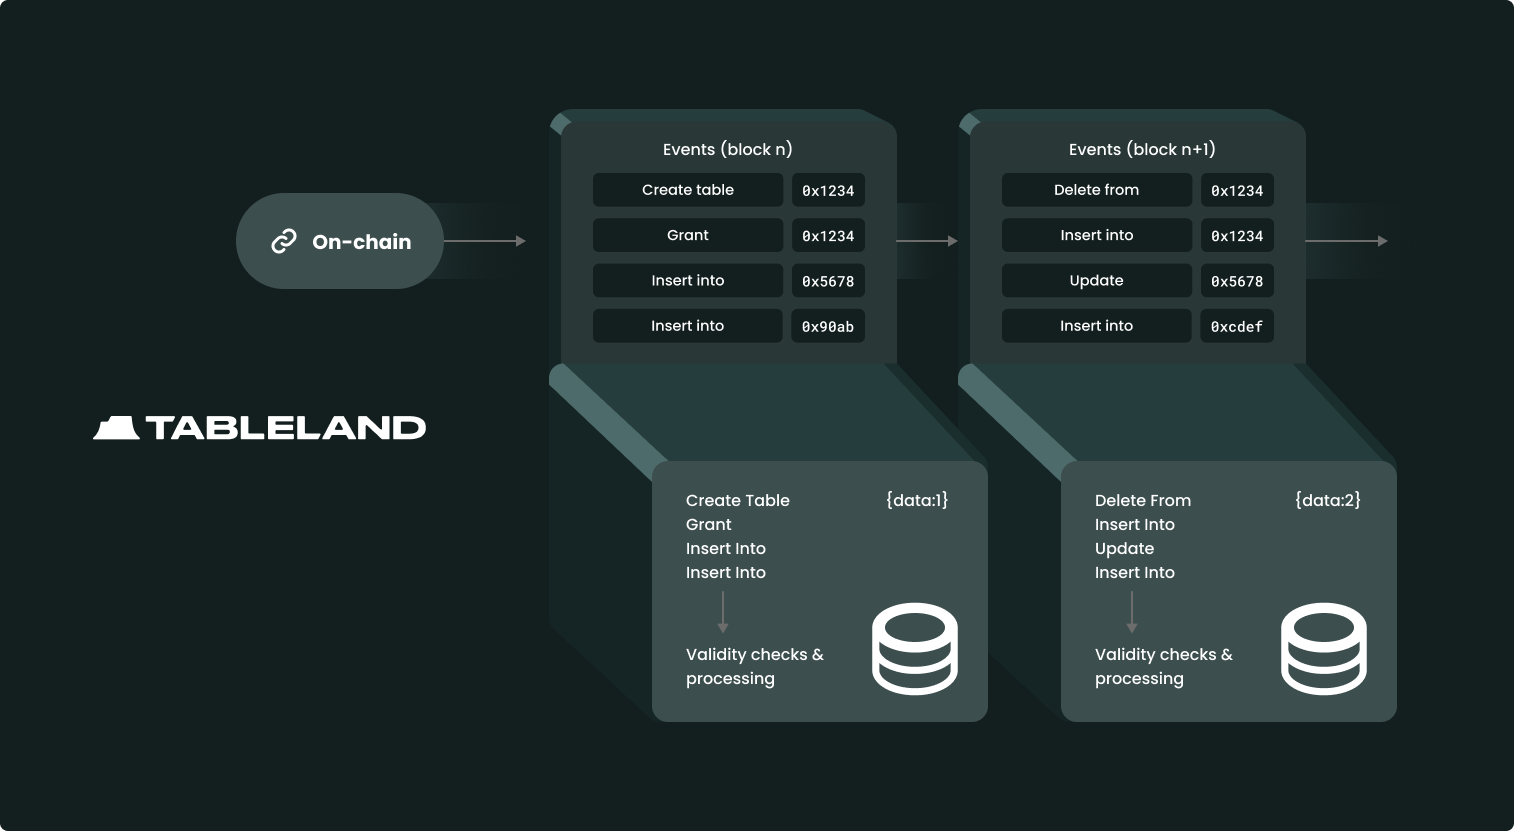 Events (block n)
Create table 0x1234
Grant 0x1234
Insert into 0x5678
Insert into 0x90ab
Events (block n+1)
Delete from 0x1234
Insert into 0x1234
Update 0x5678
Insert into 0xcdef
On-chain
TABLELAND
Create Table {data:1}
Grant
Insert Into
Insert Into
Validity checks &
processing
Delete From {data:2}
Insert Into
Update
Insert Into
Validity checks &
processing